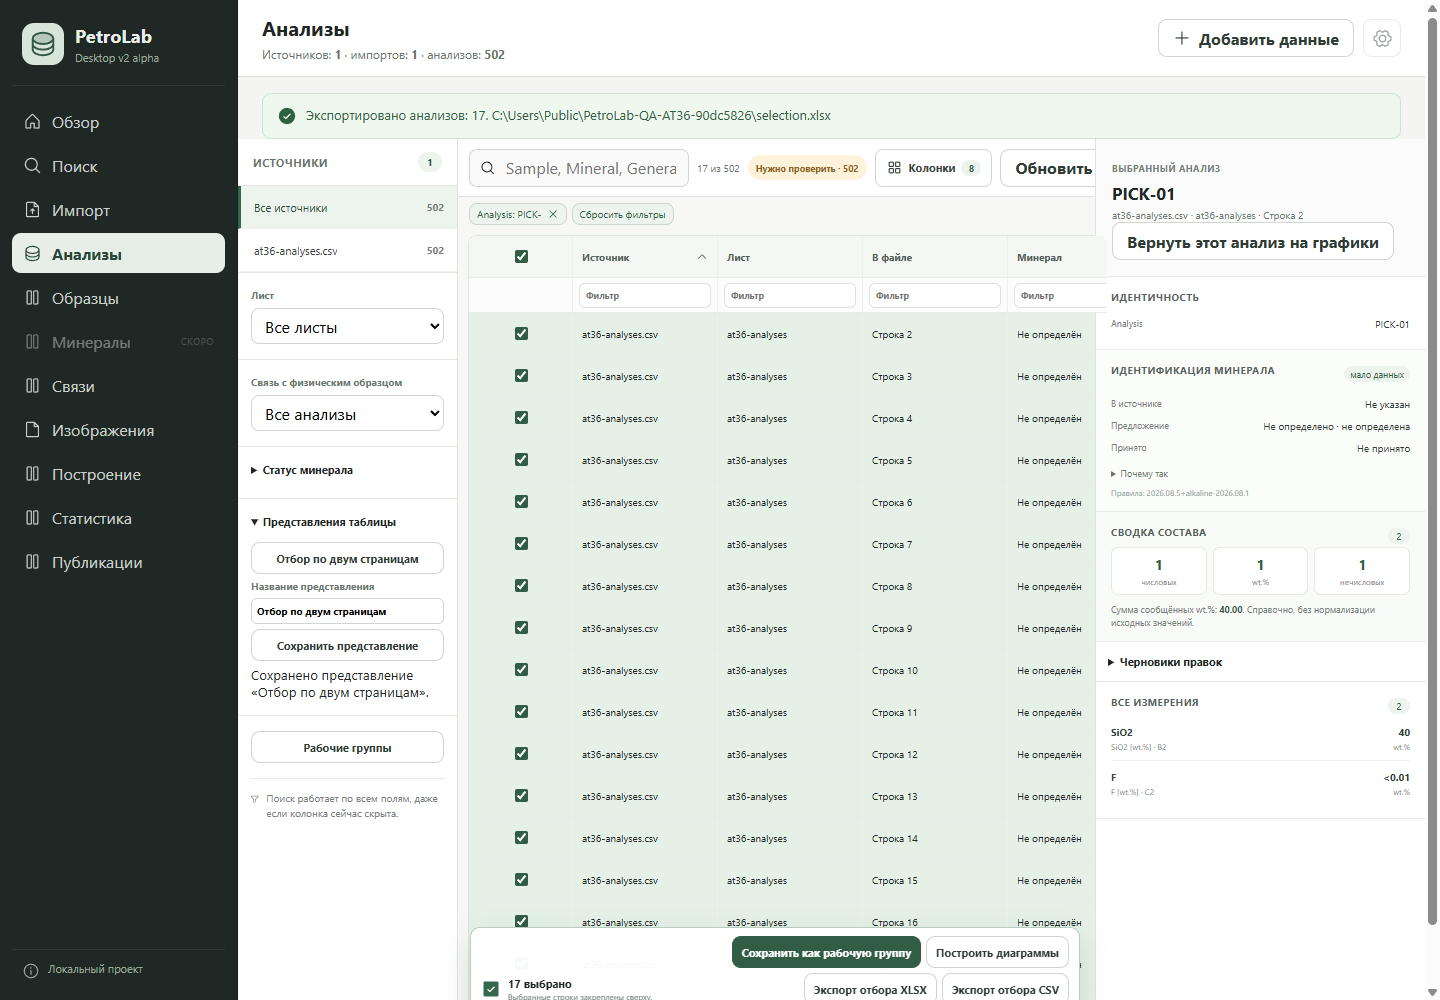 PetroLab
Desktop v2 alpha
Обзор
Поиск
Импорт
Анализы
Образцы
Минералы СКОРО
Связи
Изображения
Построение
Статистика
Публикации
Локальный проект
Анализы
Источников: 1 · импортов: 1 · анализов: 502
Добавить данные
Экспортировано анализов: 17. C:\Users\Public\PetroLab-QA-AT36-90dc5826\selection.xlsx
ИСТОЧНИКИ 1
Все источники 502
at36-analyses.csv 502
Лист
Все листы
Связь с физическим образцом
Все анализы
Статус минерала
Представления таблицы
Отбор по двум страницам
Название представления
Отбор по двум страницам
Сохранить представление
Сохранено представление
«Отбор по двум страницам».
Рабочие группы
Поиск работает по всем полям, даже
если колонка сейчас скрыта.
Sample, Mineral, Genera 17 из 502 Нужно проверить · 502 Колонки 8 Обновить
Analysis: PICK- Сбросить фильтры
Источник Лист В файле Минерал
Фильтр Фильтр Фильтр Фильтр
at36-analyses.csv at36-analyses Строка 2 Не определён
at36-analyses.csv at36-analyses Строка 3 Не определён
at36-analyses.csv at36-analyses Строка 4 Не определён
at36-analyses.csv at36-analyses Строка 5 Не определён
at36-analyses.csv at36-analyses Строка 6 Не определён
at36-analyses.csv at36-analyses Строка 7 Не определён
at36-analyses.csv at36-analyses Строка 8 Не определён
at36-analyses.csv at36-analyses Строка 9 Не определён
at36-analyses.csv at36-analyses Строка 10 Не определён
at36-analyses.csv at36-analyses Строка 11 Не определён
at36-analyses.csv at36-analyses Строка 12 Не определён
at36-analyses.csv at36-analyses Строка 13 Не определён
at36-analyses.csv at36-analyses Строка 14 Не определён
at36-analyses.csv at36-analyses Строка 15 Не определён
at36-analyses.csv at36-analyses Строка 16 Не определён
Сохранить как рабочую группу Построить диаграммы
17 выбрано
Выбранные строки закреплены сверху.
Экспорт отбора XLSX Экспорт отбора CSV
ВЫБРАННЫЙ АНАЛИЗ
PICK-01
at36-analyses.csv · at36-analyses · Строка 2
Вернуть этот анализ на графики
ИДЕНТИЧНОСТЬ
Analysis PICK-01
ИДЕНТИФИКАЦИЯ МИНЕРАЛА мало данных
В источнике Не указан
Предложение Не определено · не определена
Принято Не принято
Почему так
Правила: 2026.08.5+alkaline-2026.08.1
СВОДКА СОСТАВА 2
1 1 1
числовых wt.% нечисловых
Сумма сообщённых wt.%: 40.00. Справочно, без нормализации
исходных значений.
Черновики правок
ВСЕ ИЗМЕРЕНИЯ 2
SiO2 40
SiO2 [wt.%] · B2 wt.%
F <0.01
F [wt.%] · C2 wt.%